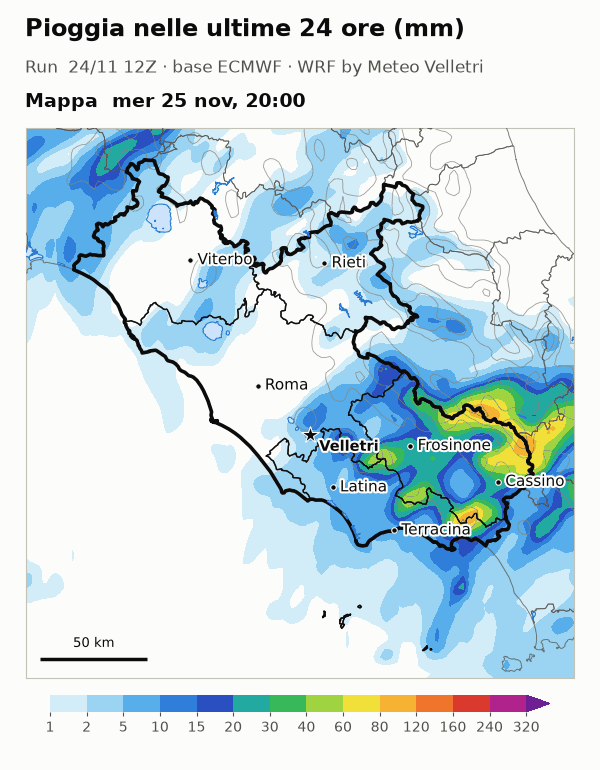 Pioggia nelle ultime 24 ore (mm)
Run  24/11 12Z · base ECMWF · WRF by Meteo Velletri
Mappa  mer 25 nov, 20:00
Viterbo
Rieti
Roma
Velletri
Frosinone
Latina
Cassino
Terracina
50 km
1 2 5 10 15 20 30 40 60 80 120 160 240 320